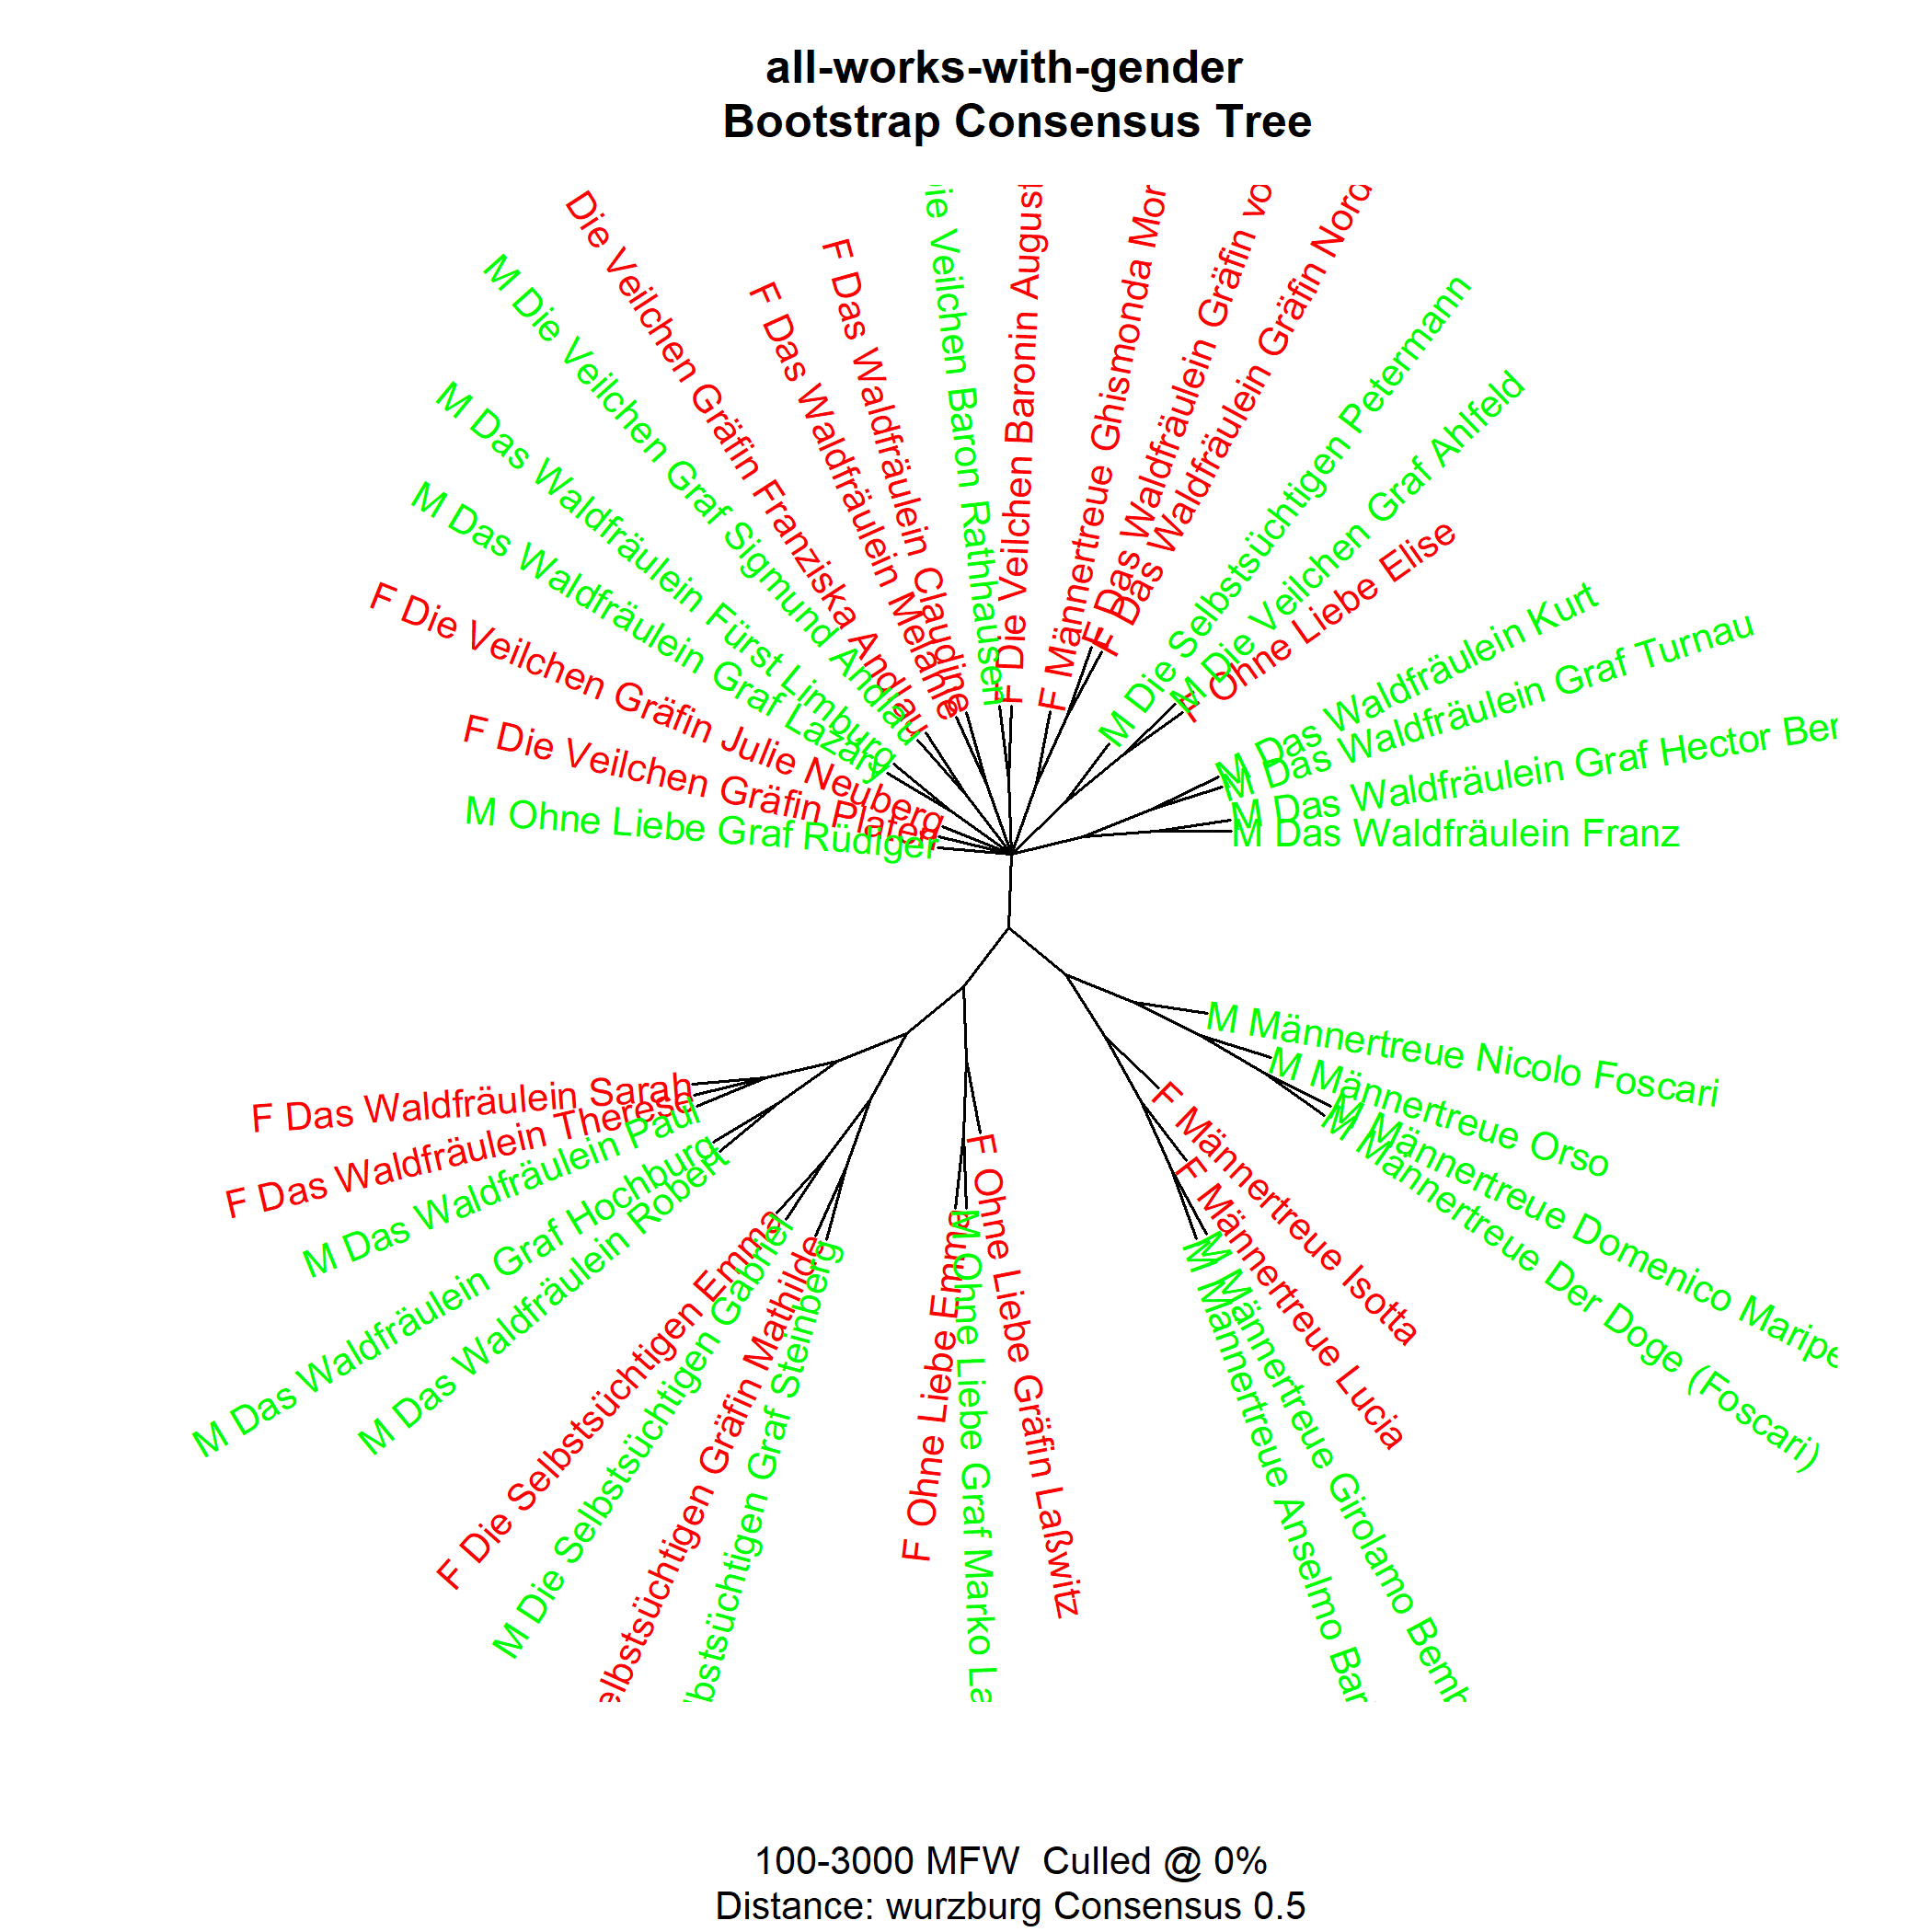 all-works-with-gender
Bootstrap Consensus Tree
Die Veilchen Gräfin Franziska Andlau
M Die Veilchen Graf Sigmund Andlau
M Das Waldfräulein Fürst Limburg
M Das Waldfräulein Graf Lazary
F Die Veilchen Gräfin Julie Neuberg
F Die Veilchen Gräfin Platen
M Ohne Liebe Graf Rüdiger
F Das Waldfräulein Melanie
F Das Waldfräulein Claudine
ie Veilchen Baron Rathhausen
F Die Veilchen Baronin August
F Männertreue Ghismonda Mor
F Das Waldfräulein Gräfin vo
F Das Waldfräulein Gräfin Nord
M Die Selbstsüchtigen Petermann
M Die Veilchen Graf Ahlfeld
F Ohne Liebe Elise
M Das Waldfräulein Kurt
M Das Waldfräulein Graf Turnau
M Das Waldfräulein Graf Hector Ber
M Das Waldfräulein Franz
M Männertreue Nicolo Foscari
M Männertreue Orso
M Männertreue Domenico Maripe
M Männertreue Der Doge (Foscari)
F Männertreue Isotta
F Männertreue Lucia
M Männertreue Girolamo Bemb
M Männertreue Anselmo Bar
F Ohne Liebe Gräfin Laßwitz
M Ohne Liebe Graf Marko La
F Ohne Liebe Emma
lbstsüchtigen Graf Steinberg
elbstsüchtigen Gräfin Mathilde
M Die Selbstsüchtigen Gabriel
F Die Selbstsüchtigen Emma
M Das Waldfräulein Robert
M Das Waldfräulein Graf Hochburg
M Das Waldfräulein Paul
F Das Waldfräulein Therese
F Das Waldfräulein Sarah
100-3000 MFW  Culled @ 0%
Distance: wurzburg Consensus 0.5